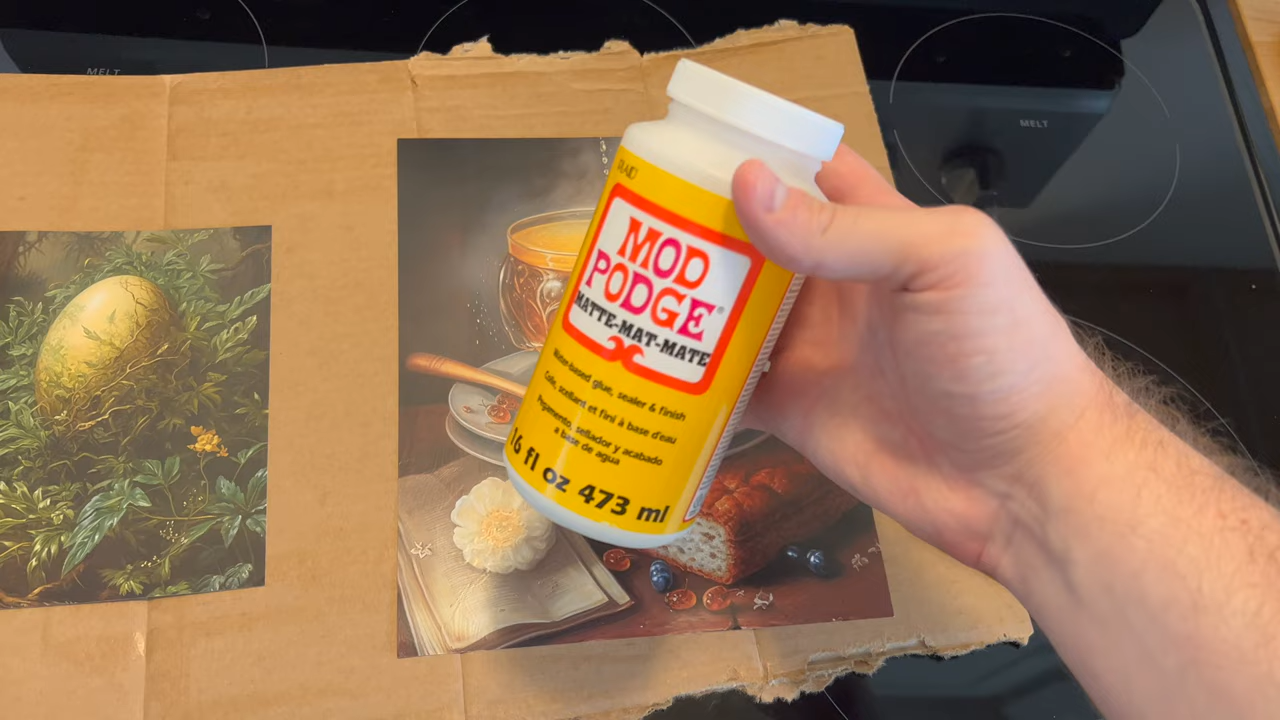 MELT
MELT
PLAID
MOD
PODGE®
MATTE-MAT-MATE
Water-based glue, sealer & finish
Colle, scellant et fini à base d'eau
Pegamento, sellador y acabado
a base de agua
16 fl oz 473 ml